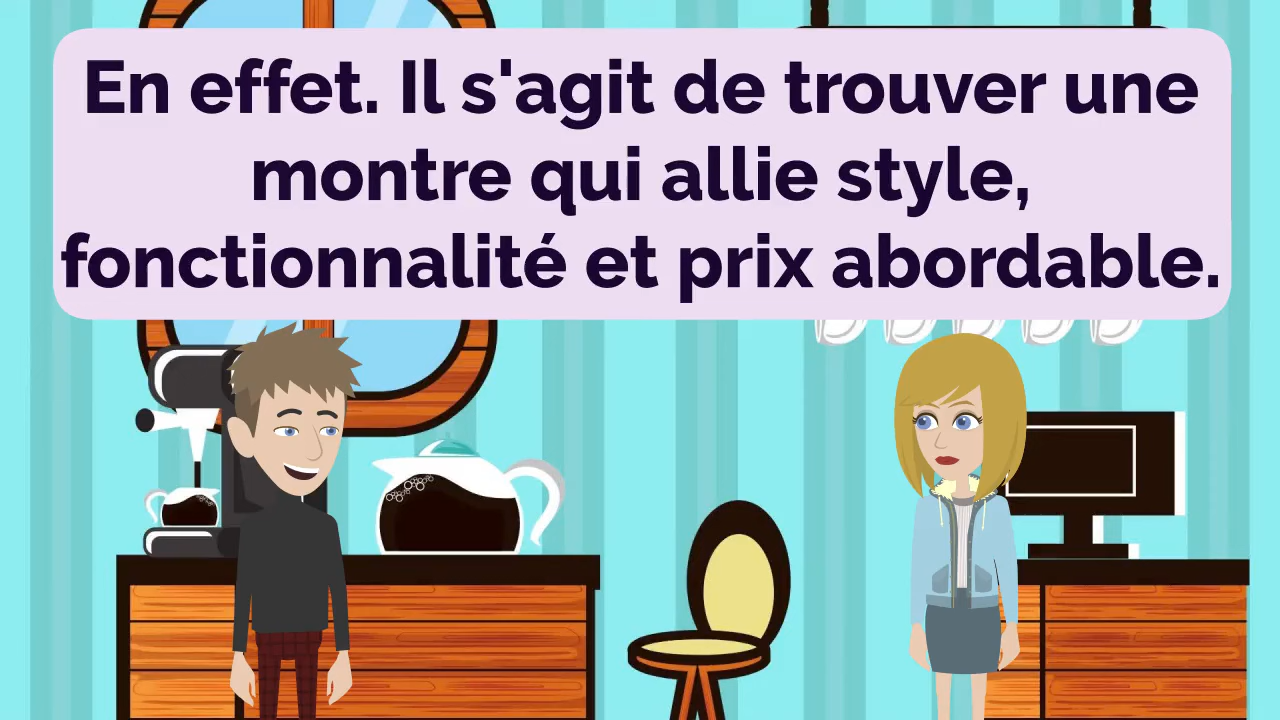 En effet. Il s'agit de trouver une
montre qui allie style,
fonctionnalité et prix abordable.